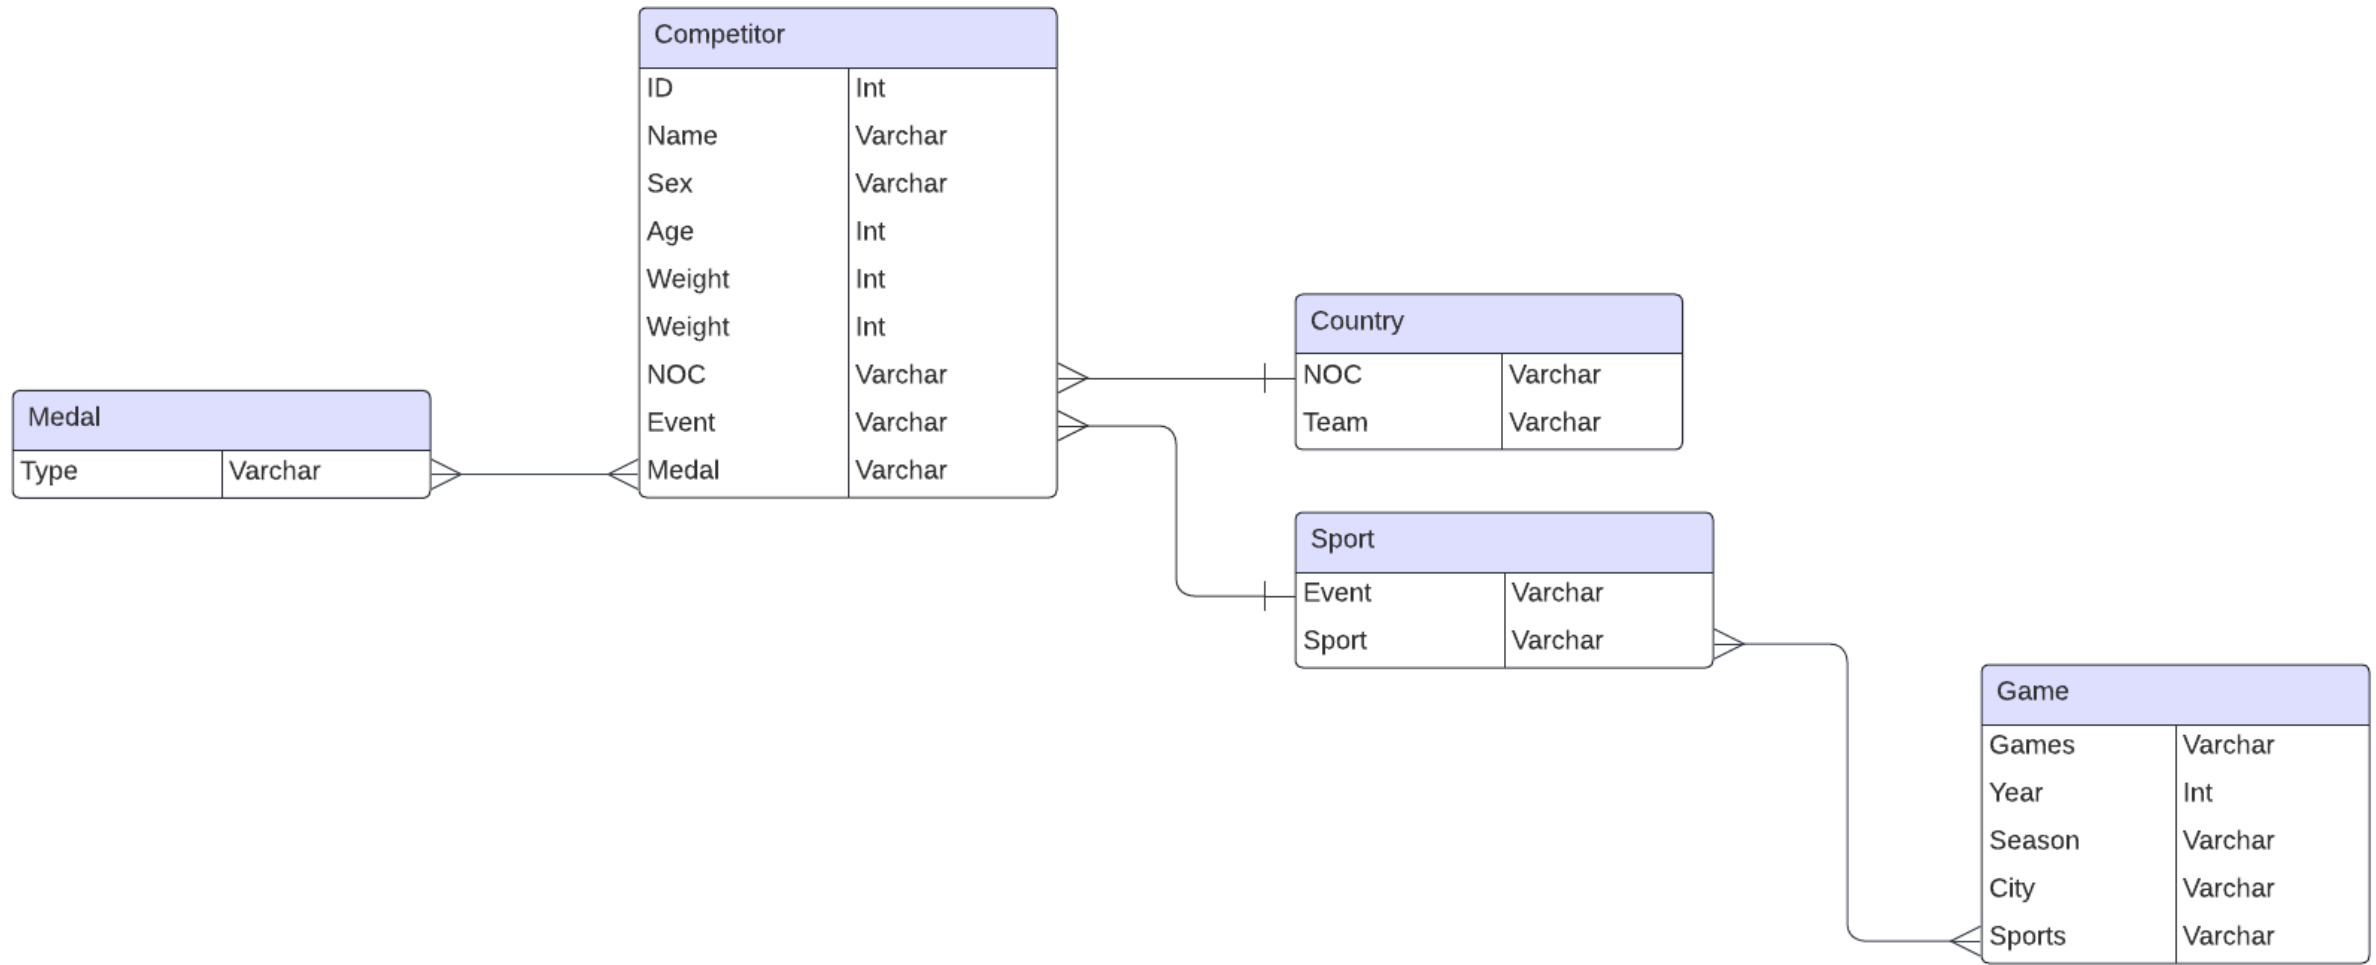 Competitor
ID Int
Name Varchar
Sex Varchar
Age Int
Weight Int
Weight Int
NOC Varchar
Event Varchar
Medal Varchar
Medal
Type Varchar
Country
NOC Varchar
Team Varchar
Sport
Event Varchar
Sport Varchar
Game
Games Varchar
Year Int
Season Varchar
City Varchar
Sports Varchar